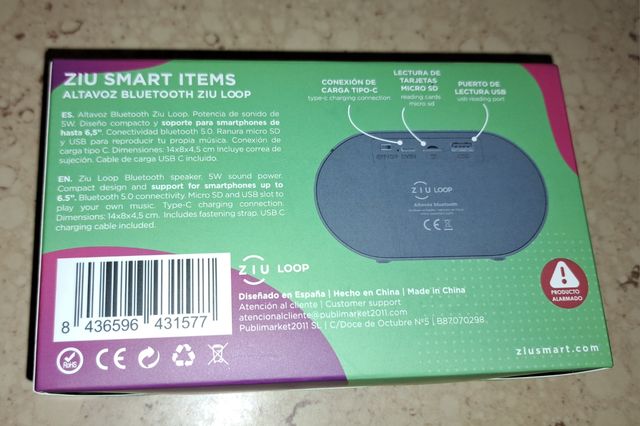 ZIU SMART ITEMS
ALTAVOZ BLUETOOTH ZIU LOOP
ES. Altavoz Bluetooth Ziu Loop. Potencia de sonido de
5W. Diseño compacto y soporte para smartphones de
hasta 6,5". Conectividad bluetooth 5.0. Ranura micro SD
y USB para reproducir tu propia música. Conexión de
carga tipo C. Dimensiones: 14x8x4,5 cm. Incluye correa de
sujeción. Cable de carga USB C incluido.
EN. Ziu Loop Bluetooth speaker. 5W sound power.
Compact design and support for smartphones up to
6.5". Bluetooth 5.0 connectivity. Micro SD and USB slot to
play your own music. Type-C charging connection.
Dimensions: 14x8x4,5 cm. Includes fastening strap. USB C
charging cable included.
CONEXIÓN DE
CARGA TIPO-C
type-c charging connection
LECTURA DE
TARJETAS
MICRO SD
reading cards
micro sd
PUERTO DE
LECTURA USB
usb reading port
ZIU LOOP
Altavoz bluetooth
CE
ZIU LOOP
Diseñado en España | Hecho en China | Made in China
Atención al cliente | Customer support
atencionalcliente@publimarket2011.com
Publimarket2011 SL | C/Doce de Octubre Nº5 | B87070298
8 436596 431577
RoHS
CE
PRODUCTO
ALARMADO
ziusmart.com